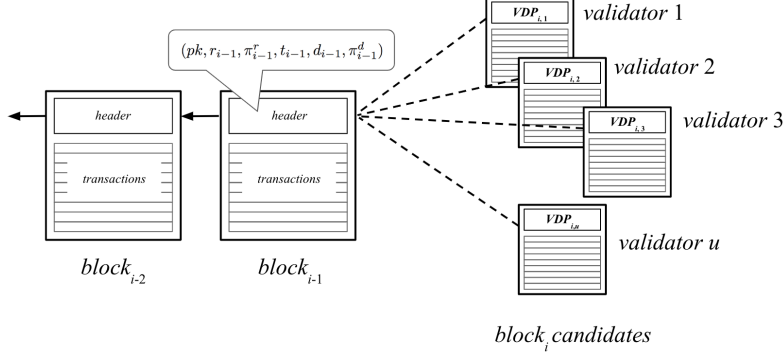 (pk, r_{i−1}, π^r_{i−1}, t_{i−1}, d_{i−1}, π^d_{i−1})
header
transactions
block_{i-2}
header
transactions
block_{i-1}
VDP_{i,1}
validator 1
VDP_{i,2}
validator 2
VDP_{i,3}
validator 3
VDP_{i,u}
validator u
block_i candidates